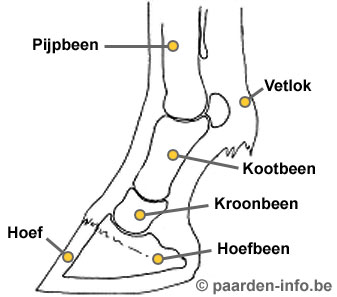 Pijpbeen
Vetlok
Kootbeen
Kroonbeen
Hoef
Hoefbeen
© paarden-info.be